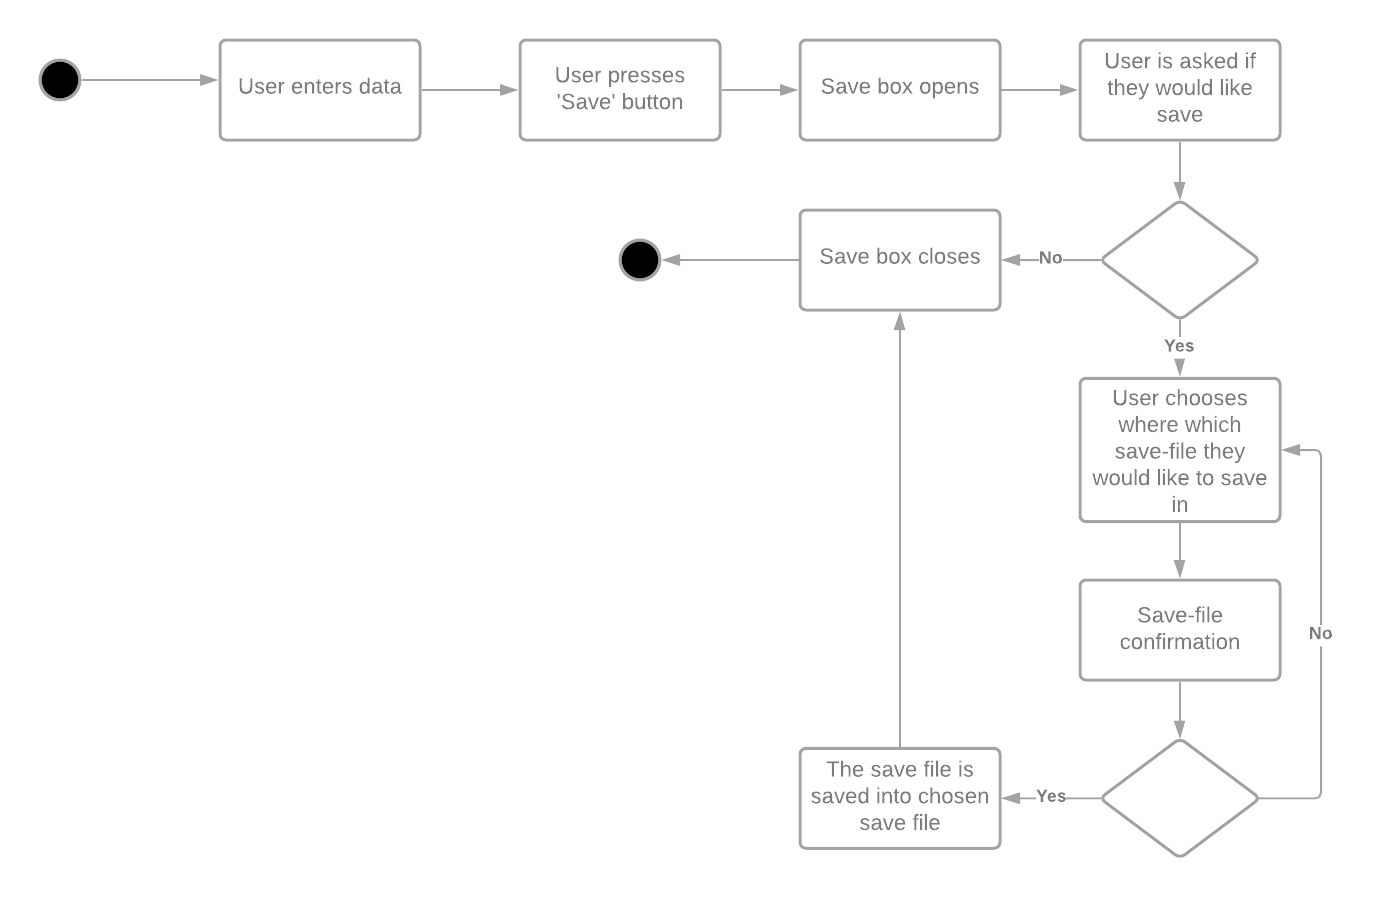 User enters data
User presses
'Save' button
Save box opens
User is asked if
they would like
save
Save box closes
No
Yes
User chooses
where which
save-file they
would like to save
in
Save-file
confirmation
No
The save file is
saved into chosen
save file
Yes